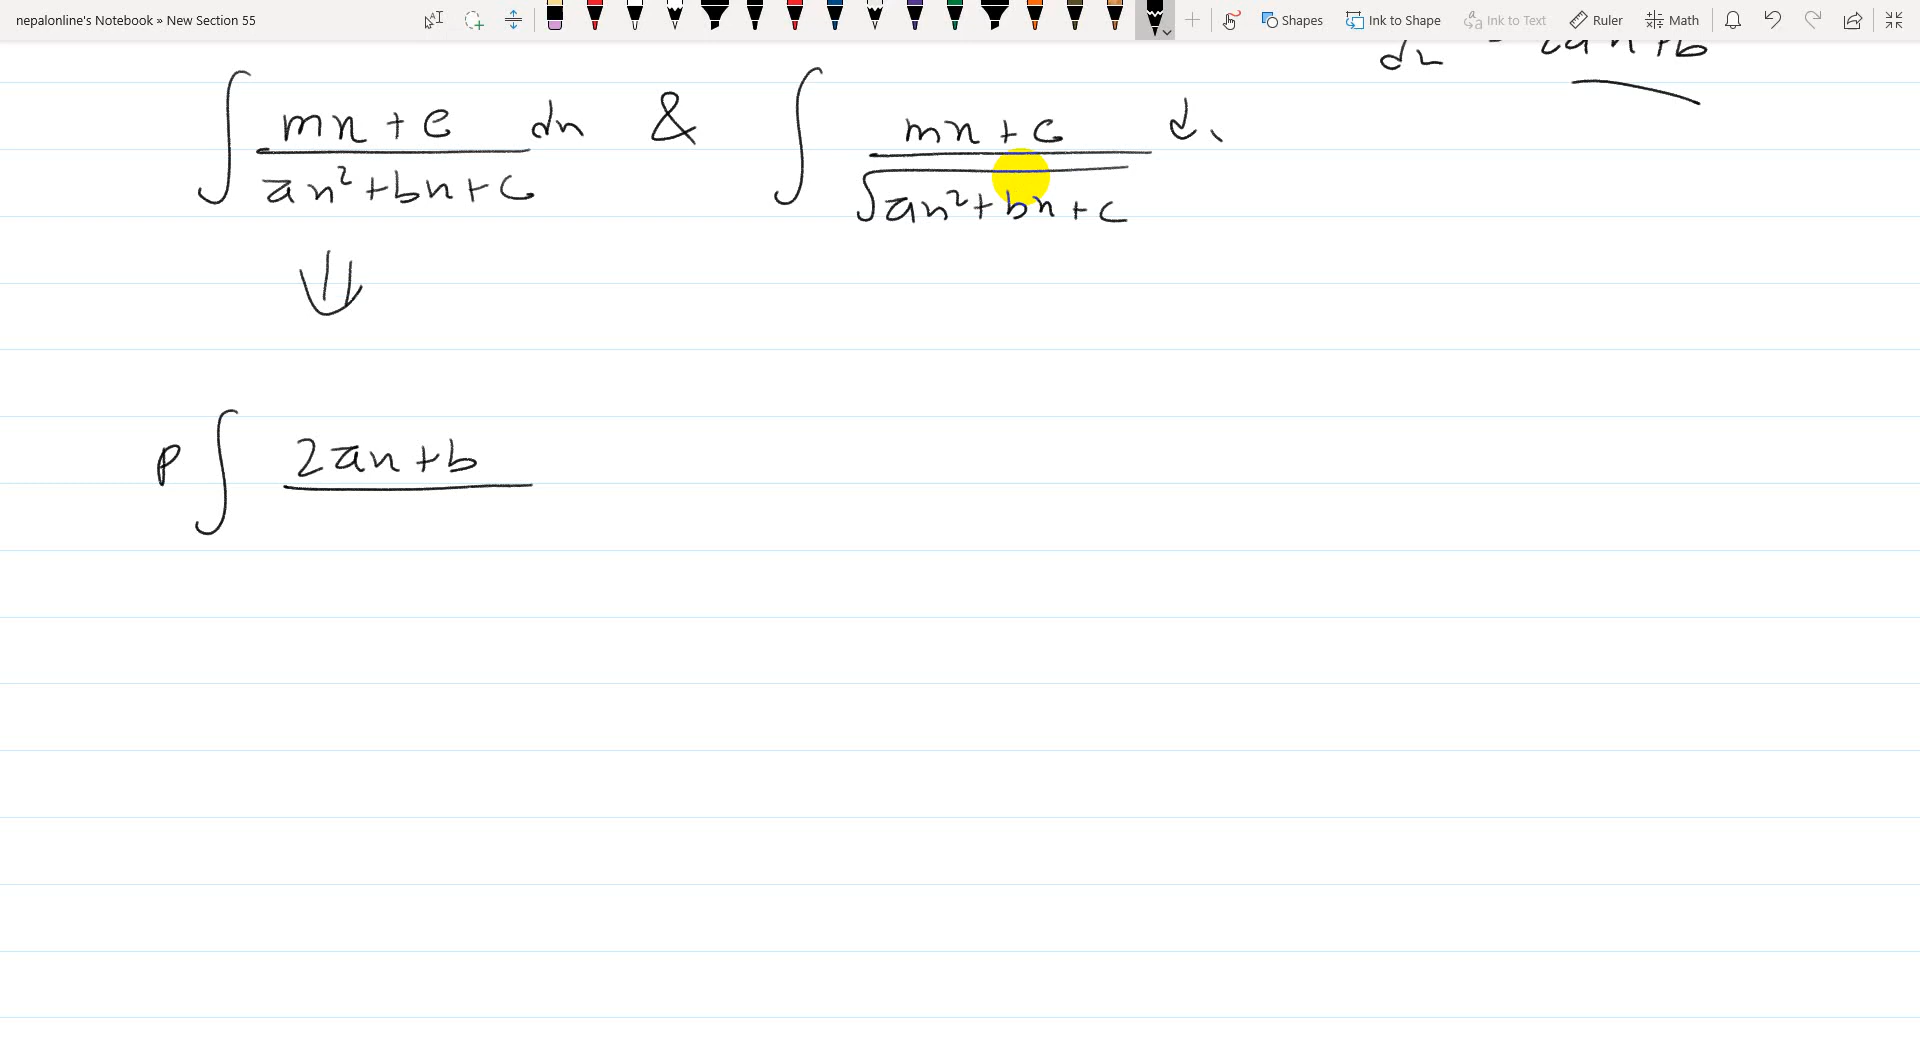 nepalonline's Notebook » New Section 55
Shapes Ink to Shape Ink to Text Ruler Math
dx = 2ax+b
∫ mx+e / ax²+bx+c dx & ∫ mx+c / √ax²+bx+c d
p ∫ 2ax+b